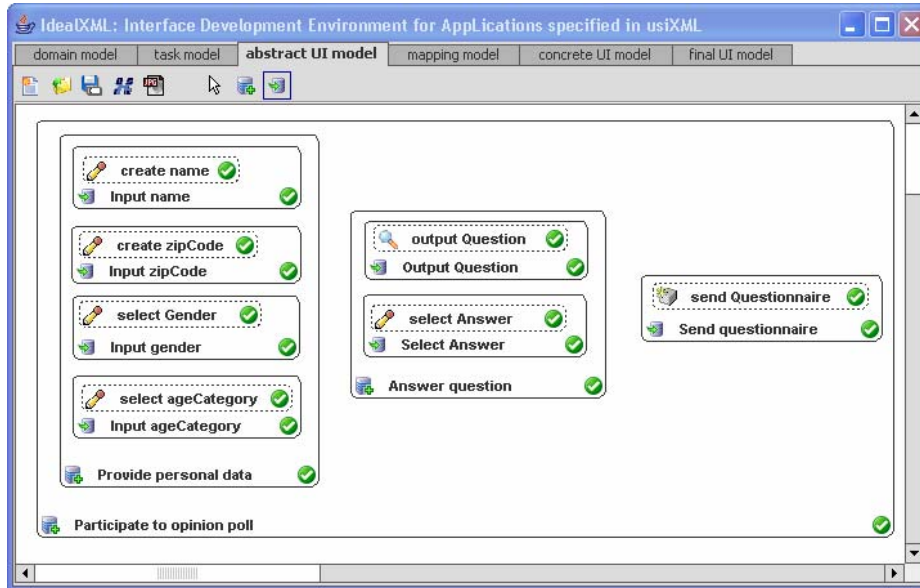 IdealXML: Interface Development Environment for AppLications specified in usiXML
domain model task model abstract UI model mapping model concrete UI model final UI model
JPG
create name
Input name
create zipCode
Input zipCode
select Gender
Input gender
select ageCategory
Input ageCategory
Provide personal data
output Question
Output Question
select Answer
Select Answer
Answer question
send Questionnaire
Send questionnaire
Participate to opinion poll